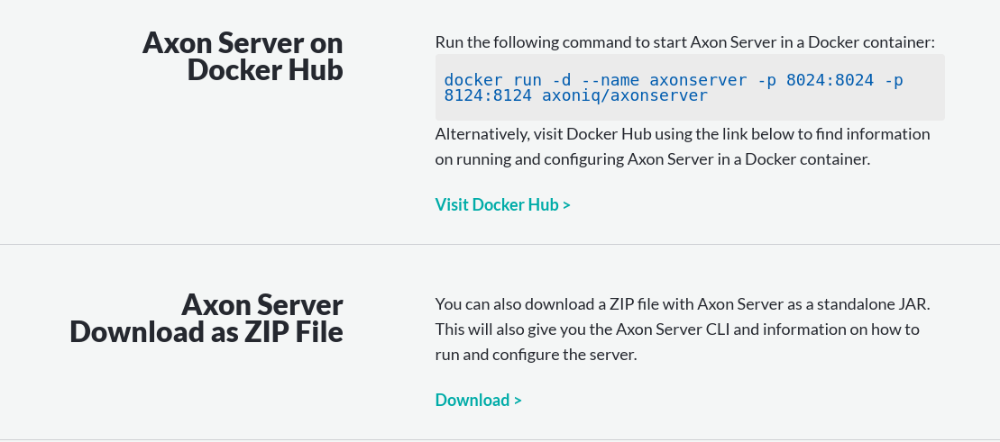 Axon Server on
Docker Hub
Run the following command to start Axon Server in a Docker container:
docker run -d --name axonserver -p 8024:8024 -p
8124:8124 axoniq/axonserver
Alternatively, visit Docker Hub using the link below to find information
on running and configuring Axon Server in a Docker container.
Visit Docker Hub >
Axon Server
Download as ZIP File
You can also download a ZIP file with Axon Server as a standalone JAR.
This will also give you the Axon Server CLI and information on how to
run and configure the server.
Download >